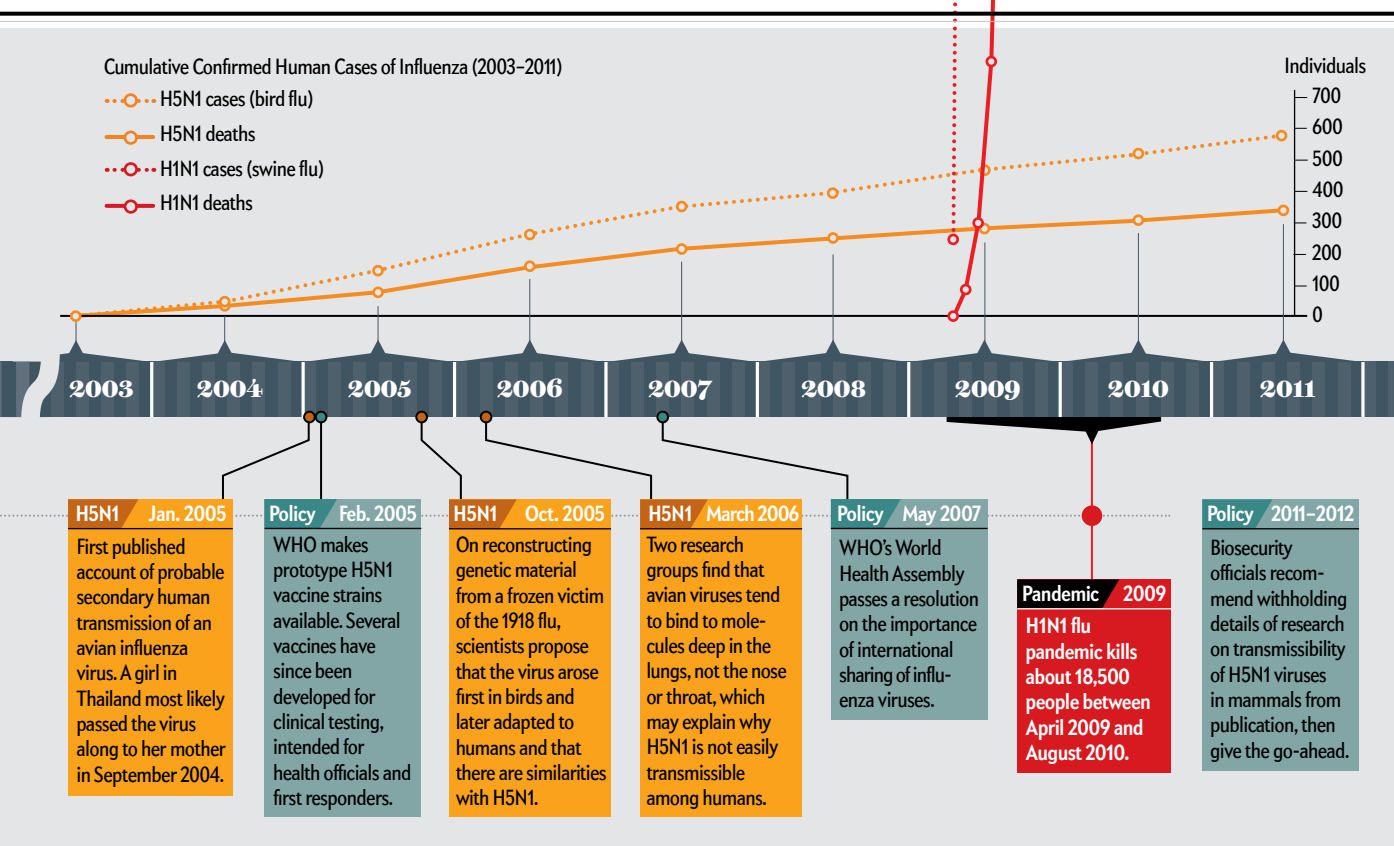 Cumulative Confirmed Human Cases of Influenza (2003–2011)
H5N1 cases (bird flu)
H5N1 deaths
H1N1 cases (swine flu)
H1N1 deaths
Individuals
700
600
500
400
300
200
100
0
2003
2004
2005
2006
2007
2008
2009
2010
2011
H5N1 Jan. 2005
First published
account of probable
secondary human
transmission of an
avian influenza
virus. A girl in
Thailand most likely
passed the virus
along to her mother
in September 2004.
Policy Feb. 2005
WHO makes
prototype H5N1
vaccine strains
available. Several
vaccines have
since been
developed for
clinical testing,
intended for
health officials and
first responders.
H5N1 Oct. 2005
On reconstructing
genetic material
from a frozen victim
of the 1918 flu,
scientists propose
that the virus arose
first in birds and
later adapted to
humans and that
there are similarities
with H5N1.
H5N1 March 2006
Two research
groups find that
avian viruses tend
to bind to mole-
cules deep in the
lungs, not the nose
or throat, which
may explain why
H5N1 is not easily
transmissible
among humans.
Policy May 2007
WHO's World
Health Assembly
passes a resolution
on the importance
of international
sharing of influ-
enza viruses.
Pandemic 2009
H1N1 flu
pandemic kills
about 18,500
people between
April 2009 and
August 2010.
Policy 2011–2012
Biosecurity
officials recom-
mend withholding
details of research
on transmissibility
of H5N1 viruses
in mammals from
publication, then
give the go-ahead.